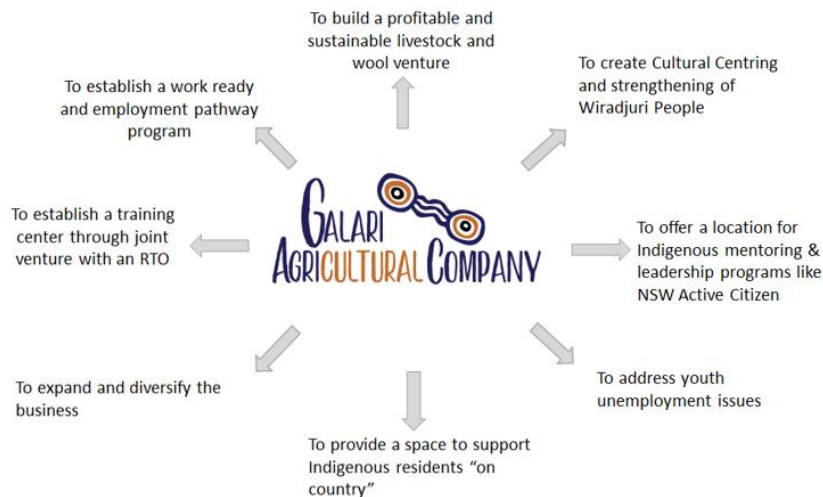 To build a profitable and
sustainable livestock and
wool venture
To create Cultural Centring
and strengthening of
Wiradjuri People
To establish a work ready
and employment pathway
program
To establish a training
center through joint
venture with an RTO
GALARI
AGRICULTURAL COMPANY
To offer a location for
Indigenous mentoring &
leadership programs like
NSW Active Citizen
To expand and diversify the
business
To address youth
unemployment issues
To provide a space to support
Indigenous residents “on
country”